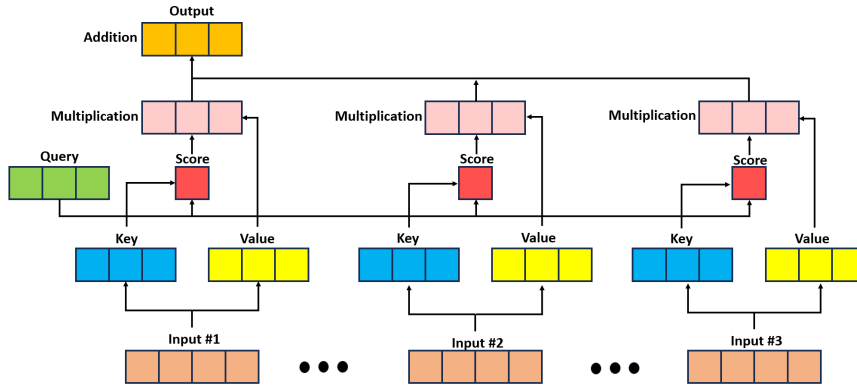 Output
Addition
Multiplication
Multiplication
Multiplication
Query
Score
Score
Score
Key
Value
Key
Value
Key
Value
Input #1
Input #2
Input #3